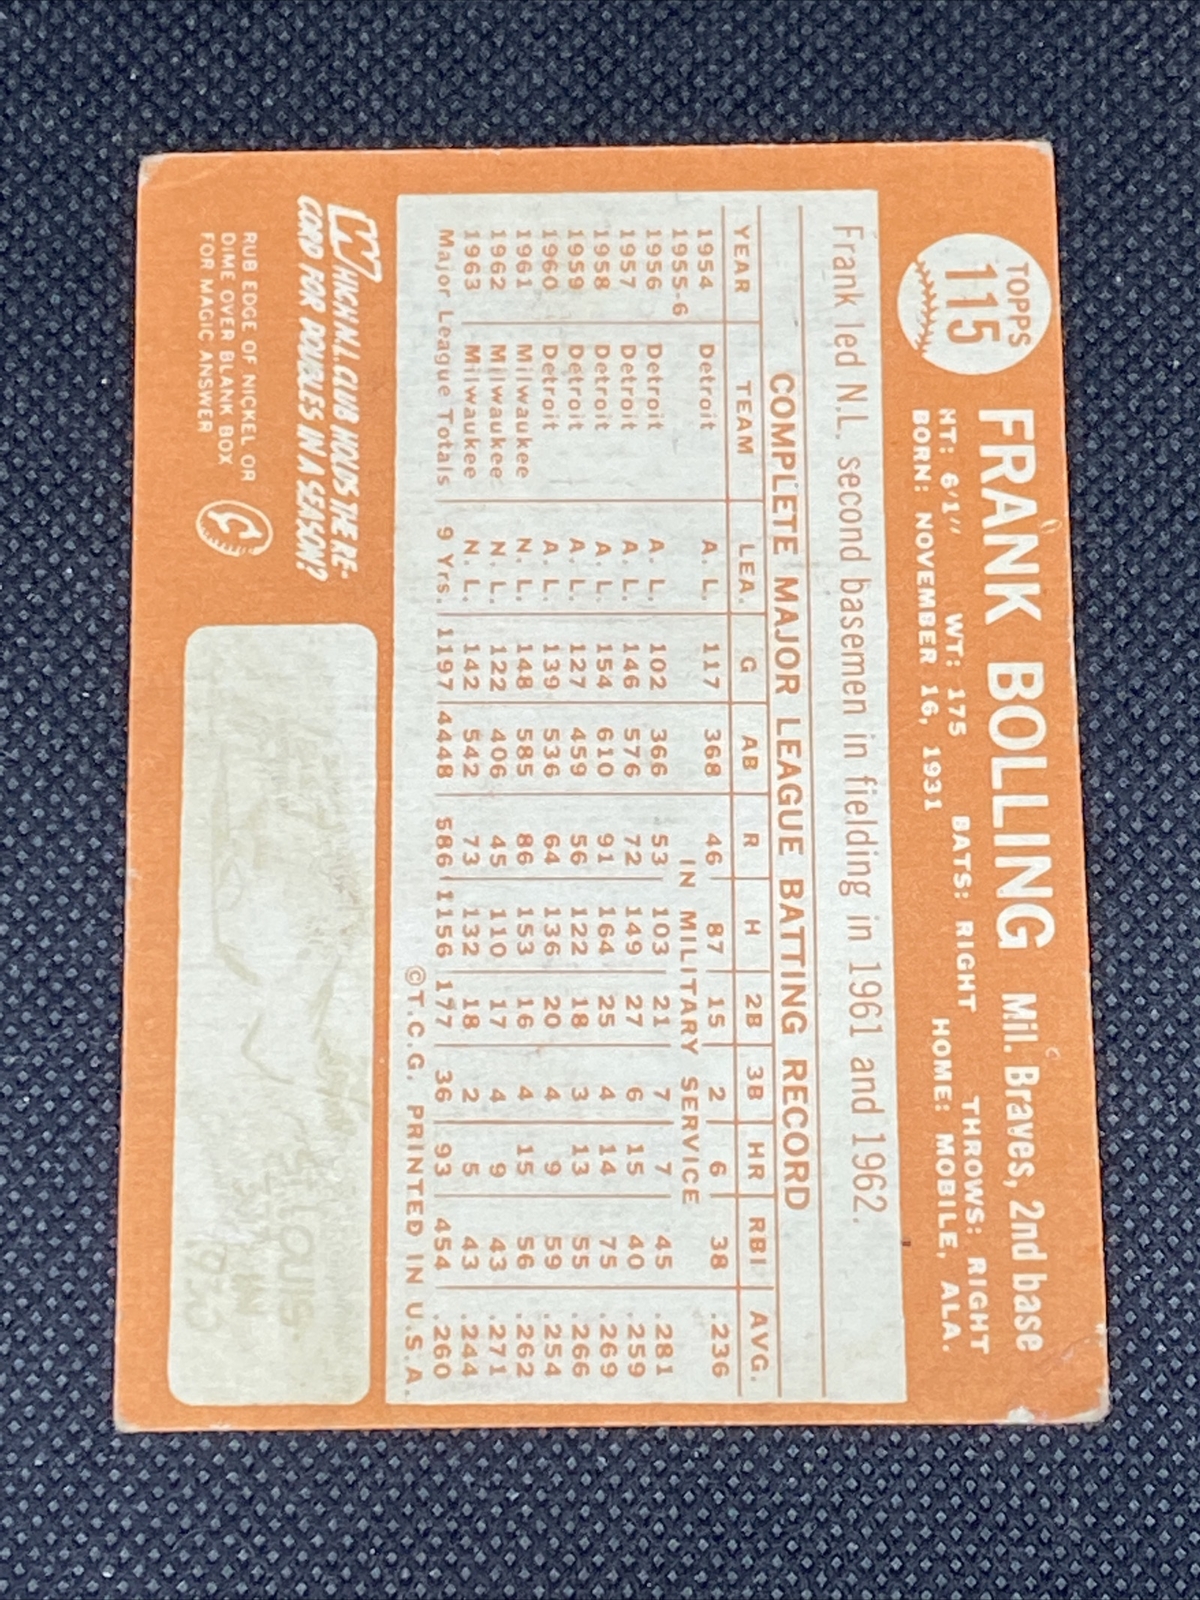 TOPPS
115
FRANK BOLLING Mil. Braves, 2nd base
HT: 6'1" WT: 175 BATS: RIGHT THROWS: RIGHT
BORN: NOVEMBER 16, 1931 HOME: MOBILE, ALA.
Frank led N.L. second basemen in fielding in 1961 and 1962.
COMPLETE MAJOR LEAGUE BATTING RECORD
YEAR TEAM LEA. G AB R H 2B 3B HR RBI AVG.
1954 Detroit A. L. 117 368 46 87 15 2 6 38 .236
1955-6 IN MILITARY SERVICE
1956 Detroit A. L. 102 366 53 103 21 7 7 45 .281
1957 Detroit A. L. 146 576 72 149 27 6 15 40 .259
1958 Detroit A. L. 154 610 91 164 25 4 14 75 .269
1959 Detroit A. L. 127 459 56 122 18 3 13 55 .266
1960 Detroit A. L. 139 536 64 136 20 4 9 59 .254
1961 Milwaukee N. L. 148 585 86 153 16 4 15 56 .262
1962 Milwaukee N. L. 122 406 45 110 17 4 9 43 .271
1963 Milwaukee N. L. 142 542 73 132 18 2 5 43 .244
Major League Totals 9 Yrs. 1197 4448 586 1156 177 36 93 454 .260
©T.C.G. PRINTED IN U.S.A.
WHICH N.L. CLUB HOLDS THE RE-
CORD FOR DOUBLES IN A SEASON?
RUB EDGE OF NICKEL OR
DIME OVER BLANK BOX
FOR MAGIC ANSWER
ST. LOUIS